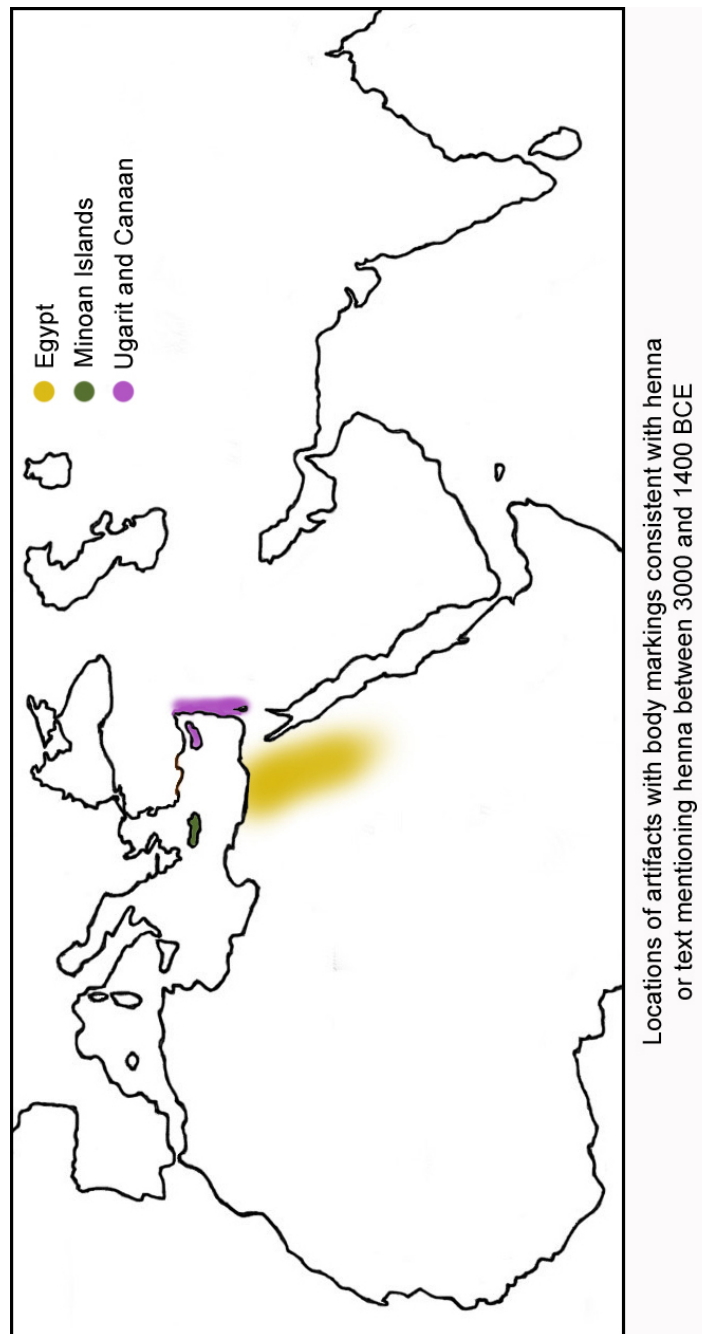 Egypt
Minoan Islands
Ugarit and Canaan
Locations of artifacts with body markings consistent with henna
or text mentioning henna between 3000 and 1400 BCE